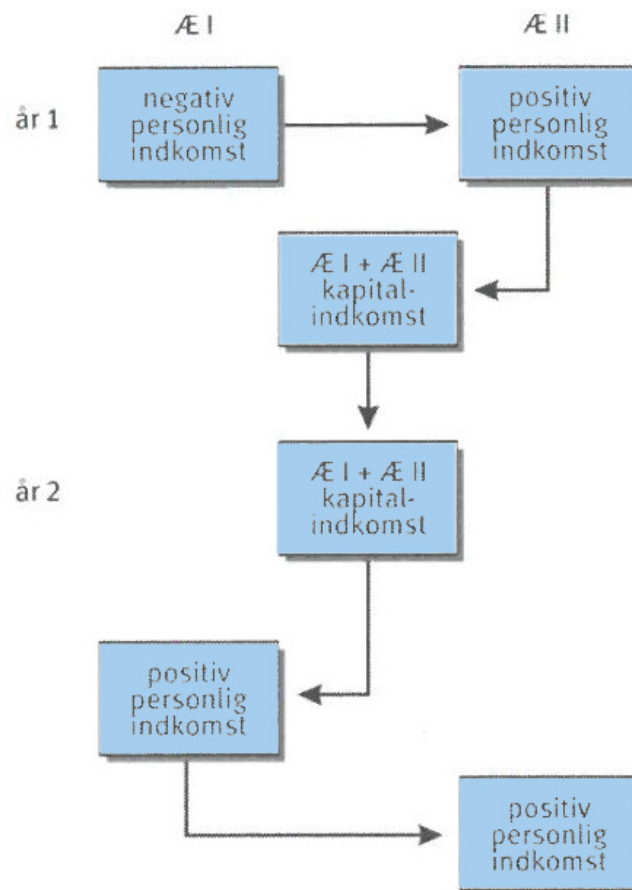 Æ I
Æ II
år 1
negativ
personlig
indkomst
positiv
personlig
indkomst
Æ I + Æ II
kapital-
indkomst
år 2
Æ I + Æ II
kapital-
indkomst
positiv
personlig
indkomst
positiv
personlig
indkomst